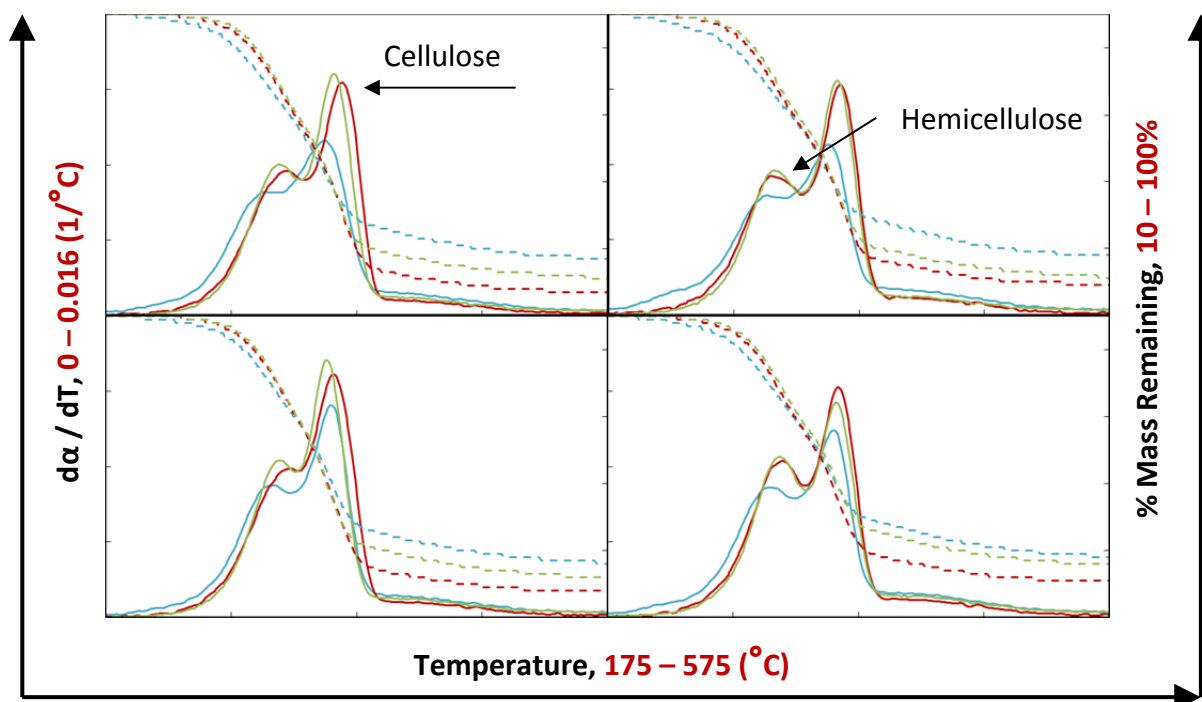 Cellulose
Hemicellulose
dα / dT, 0 – 0.016 (1/°C)
% Mass Remaining, 10 – 100%
Temperature, 175 – 575 (°C)